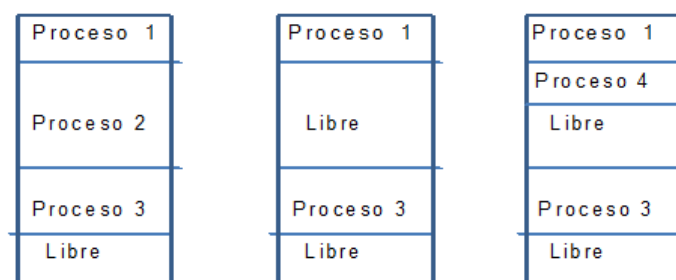 Proceso 1
Proceso 2
Proceso 3
Libre
Proceso 1
Libre
Proceso 3
Libre
Proceso 1
Proceso 4
Libre
Proceso 3
Libre